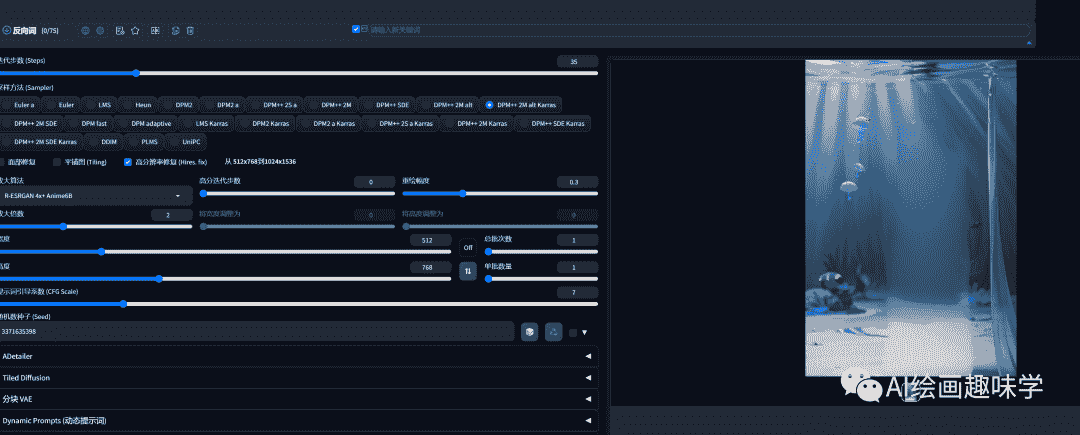 反向词 (0/75)
请输入新关键词
迭代步数 (Steps) 35
采样方法 (Sampler)
Euler a Euler LMS Heun DPM2 DPM2 a DPM++ 2S a DPM++ 2M DPM++ SDE DPM++ 2M alt DPM++ 2M alt Karras
DPM++ 2M SDE DPM fast DPM adaptive LMS Karras DPM2 Karras DPM2 a Karras DPM++ 2S a Karras DPM++ 2M Karras DPM++ SDE Karras
DPM++ 2M SDE Karras DDIM PLMS UniPC
面部修复 平铺图 (Tiling) 高分辨率修复 (Hires. fix) 从 512x768到1024x1536
放大算法 高分迭代步数 0 重绘幅度 0.3
R-ESRGAN 4x+ Anime6B
放大倍数 2 将宽度调整为 0 将高度调整为 0
宽度 512 Off 总批次数 1
高度 768 单批数量 1
提示词引导系数 (CFG Scale) 7
随机数种子 (Seed)
3371635398
ADetailer
Tiled Diffusion
分块 VAE
Dynamic Prompts (动态提示词)
AI绘画趣味学